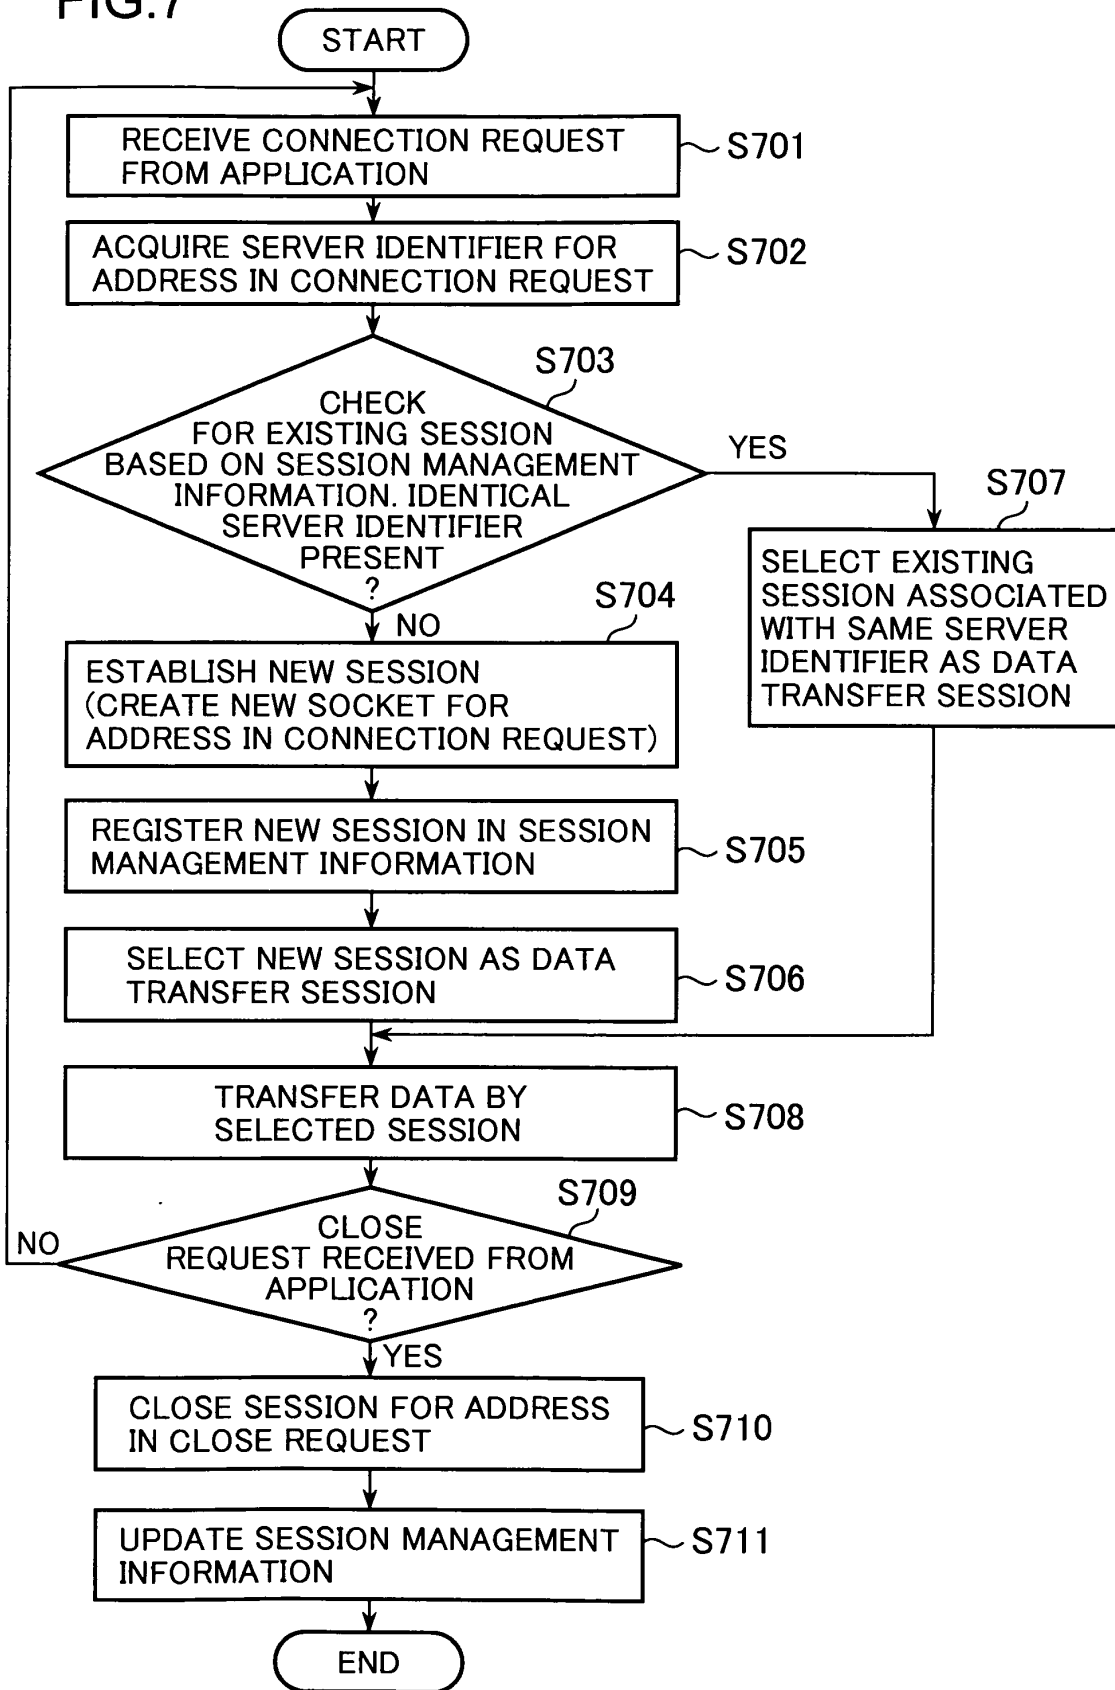 FIG.7
START
RECEIVE CONNECTION REQUEST
FROM APPLICATION
S701
ACQUIRE SERVER IDENTIFIER FOR
ADDRESS IN CONNECTION REQUEST
S702
S703
CHECK
FOR EXISTING SESSION
BASED ON SESSION MANAGEMENT
INFORMATION. IDENTICAL
SERVER IDENTIFIER
PRESENT
?
YES
NO
S707
SELECT EXISTING
SESSION ASSOCIATED
WITH SAME SERVER
IDENTIFIER AS DATA
TRANSFER SESSION
S704
ESTABLISH NEW SESSION
(CREATE NEW SOCKET FOR
ADDRESS IN CONNECTION REQUEST)
REGISTER NEW SESSION IN SESSION
MANAGEMENT INFORMATION
S705
SELECT NEW SESSION AS DATA
TRANSFER SESSION
S706
TRANSFER DATA BY
SELECTED SESSION
S708
S709
CLOSE
REQUEST RECEIVED FROM
APPLICATION
?
NO
YES
CLOSE SESSION FOR ADDRESS
IN CLOSE REQUEST
S710
UPDATE SESSION MANAGEMENT
INFORMATION
S711
END